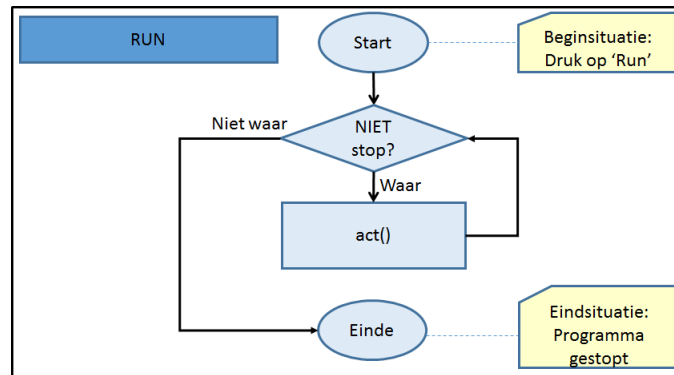 RUN
Start
Beginsituatie:
Druk op ‘Run’
Niet waar
NIET
stop?
Waar
act()
Einde
Eindsituatie:
Programma
gestopt